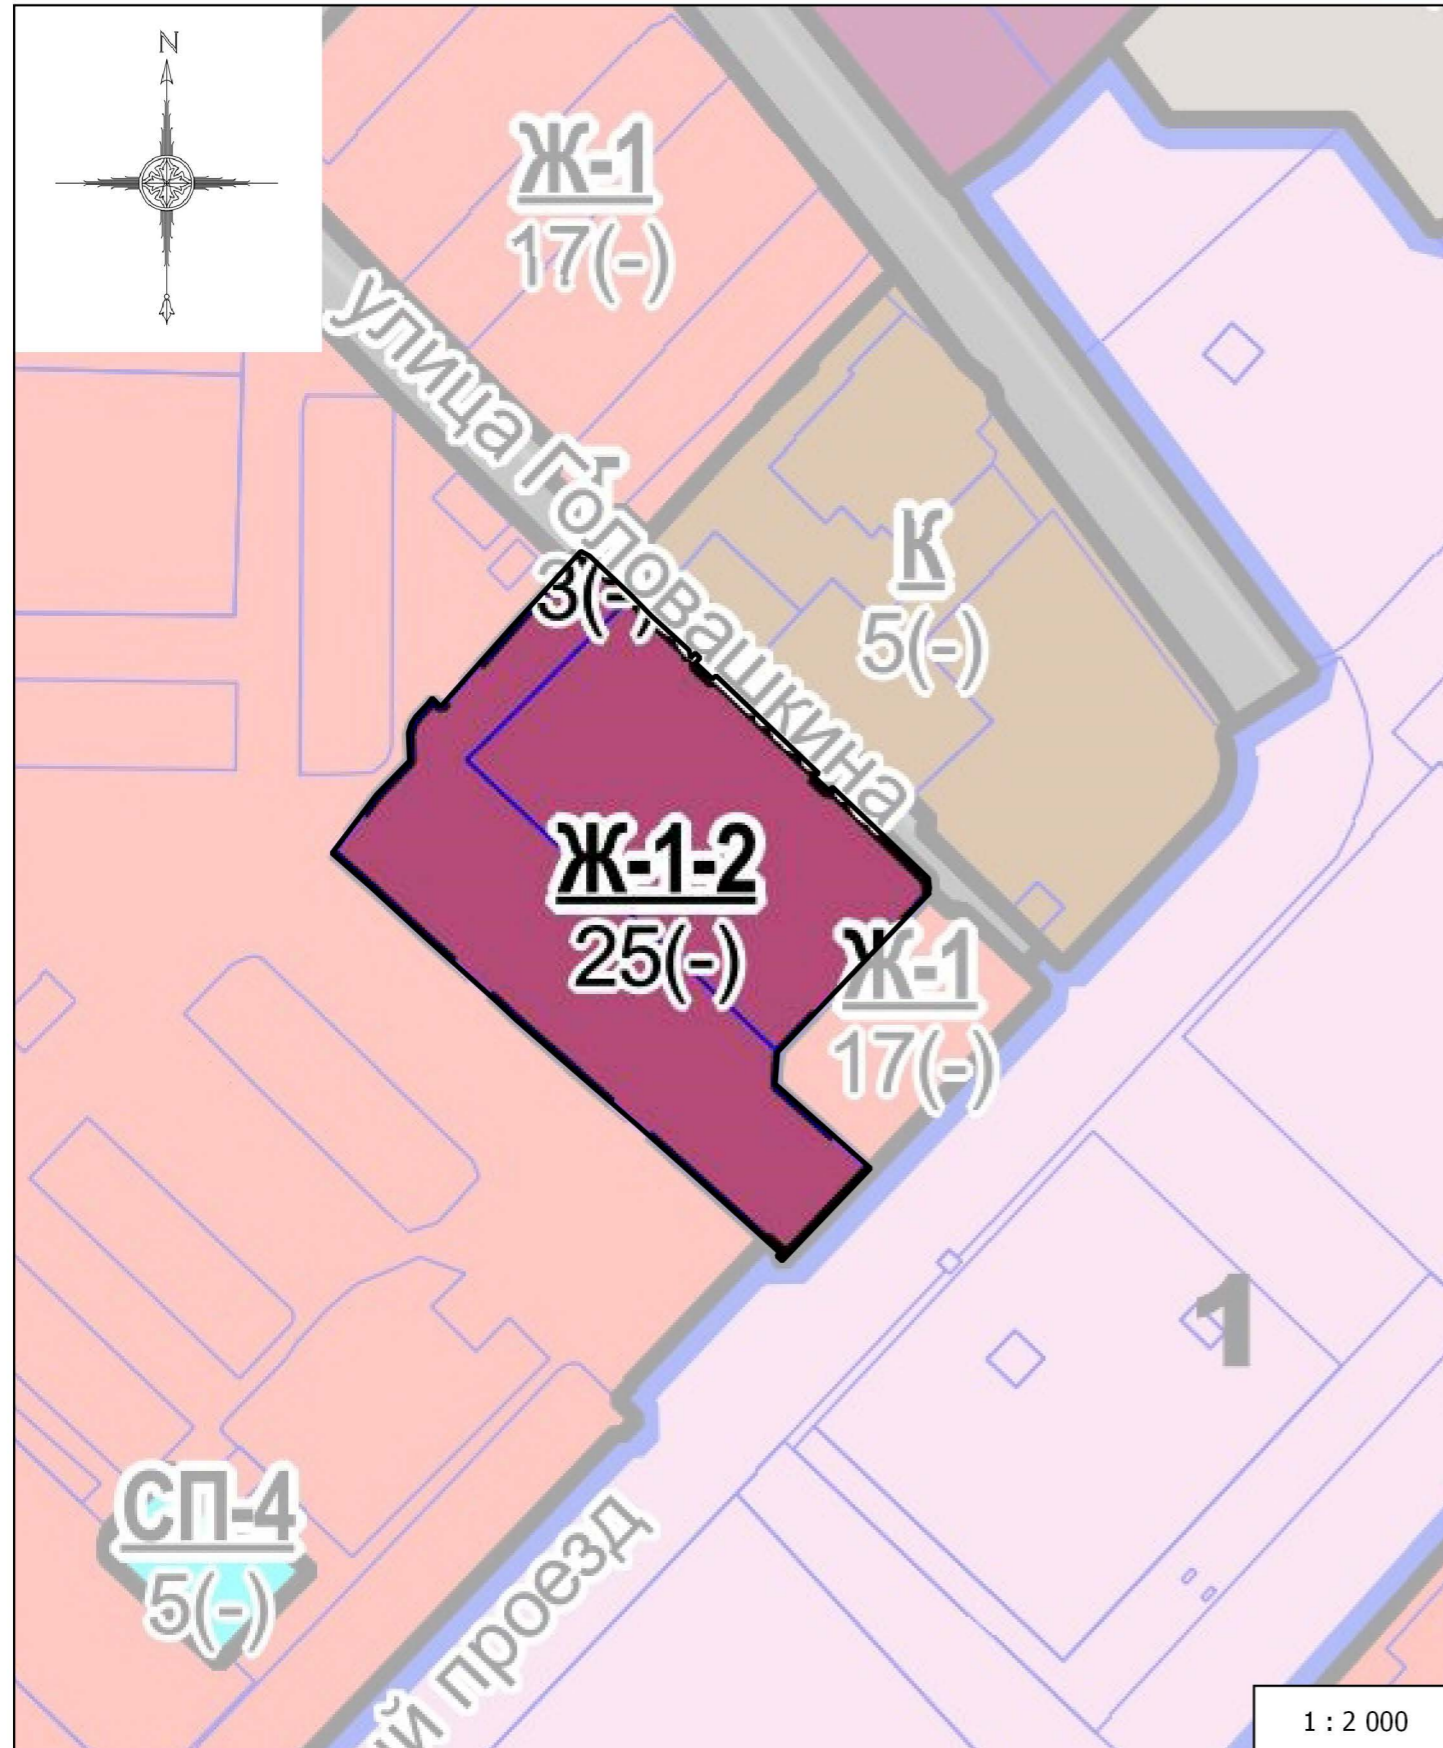 N
Ж-1
17(-)
улица Головашкина
К
5(-)
3(-)
Ж-1-2
25(-)
Ж-1
17(-)
1
СП-4
5(-)
ий проезд
1 : 2 000